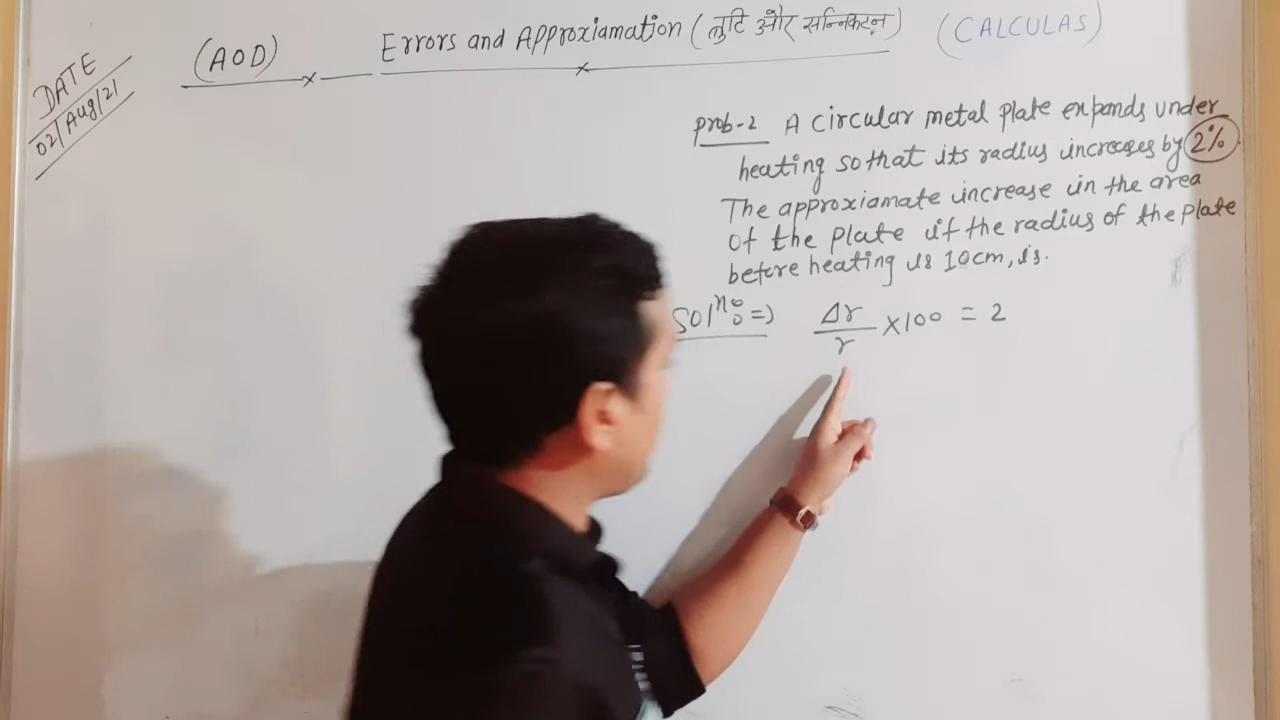 DATE
02/Aug/21
(AOD)
Errors and Approxiamation (त्रुटि और सन्निकटन) (CALCULAS)
prob-2 A circular metal plate expands under
heating so that its radius increases by 2%.
The approxiamate increase in the area
of the plate if the radius of the plate
before heating is 10cm, is.
Solⁿ: => Δr/r ×100 = 2